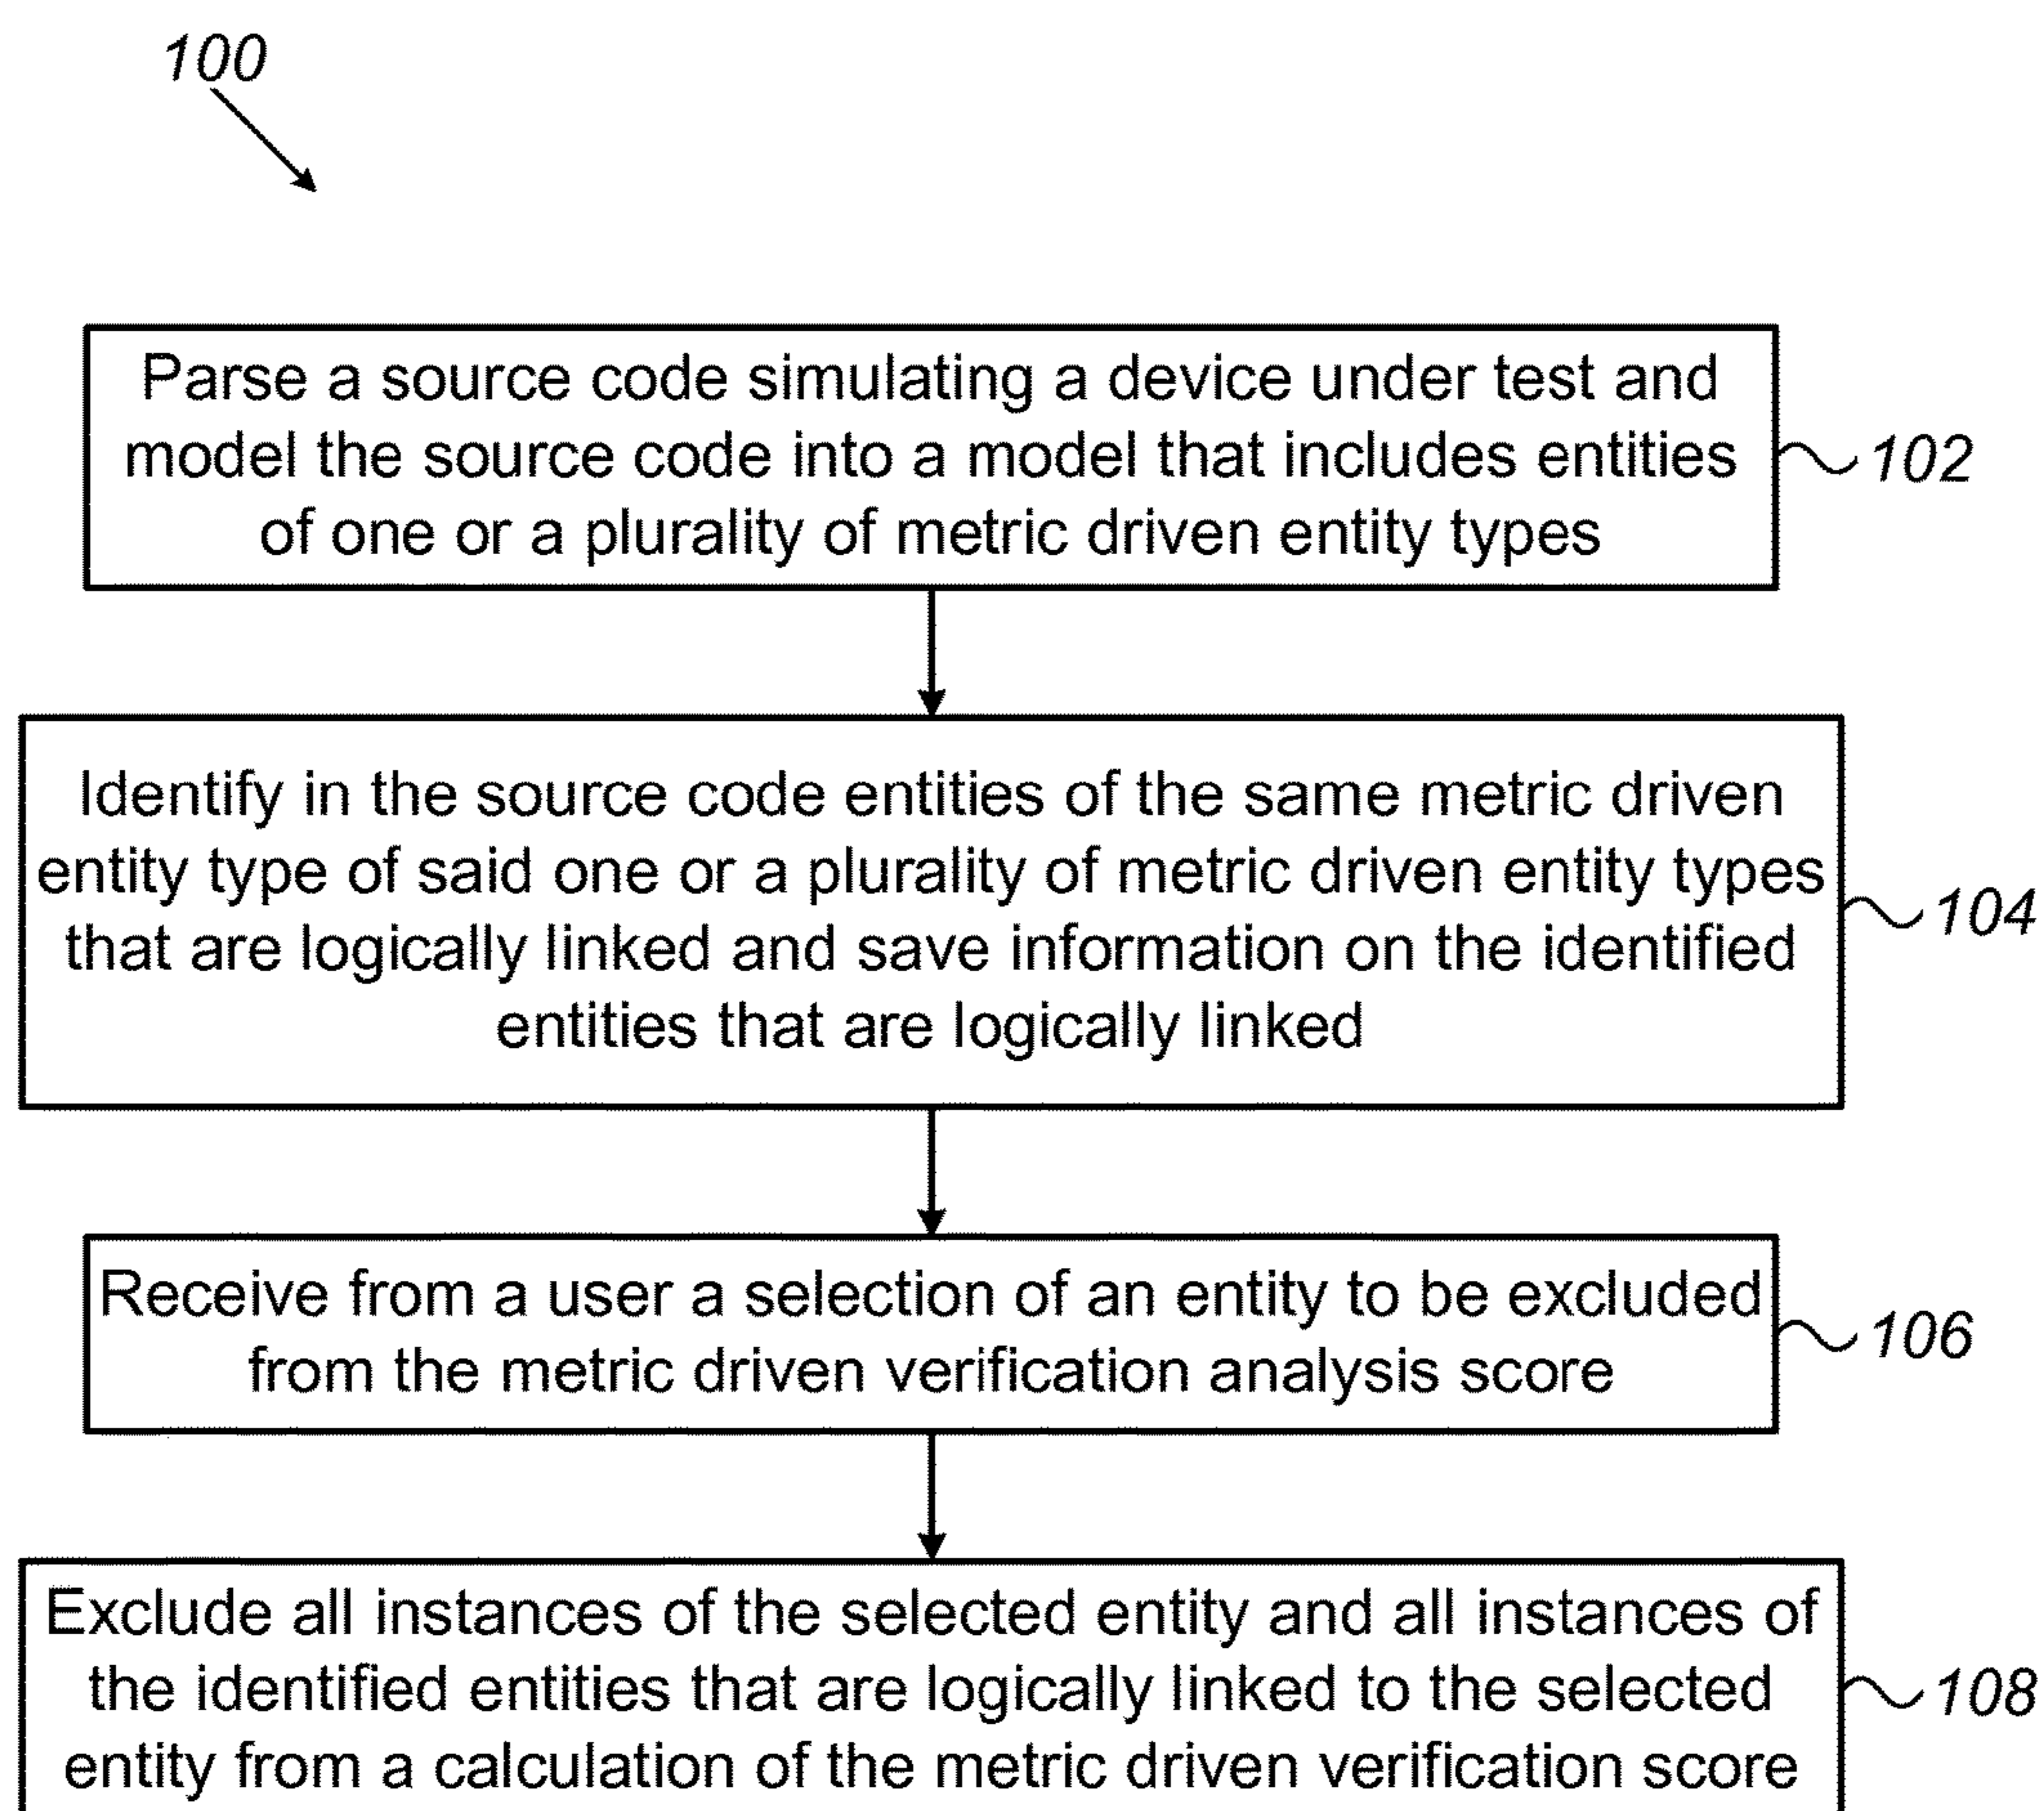 100
Parse a source code simulating a device under test and
model the source code into a model that includes entities
of one or a plurality of metric driven entity types
102
Identify in the source code entities of the same metric driven
entity type of said one or a plurality of metric driven entity types
that are logically linked and save information on the identified
entities that are logically linked
104
Receive from a user a selection of an entity to be excluded
from the metric driven verification analysis score
106
Exclude all instances of the selected entity and all instances of
the identified entities that are logically linked to the selected
entity from a calculation of the metric driven verification score
108